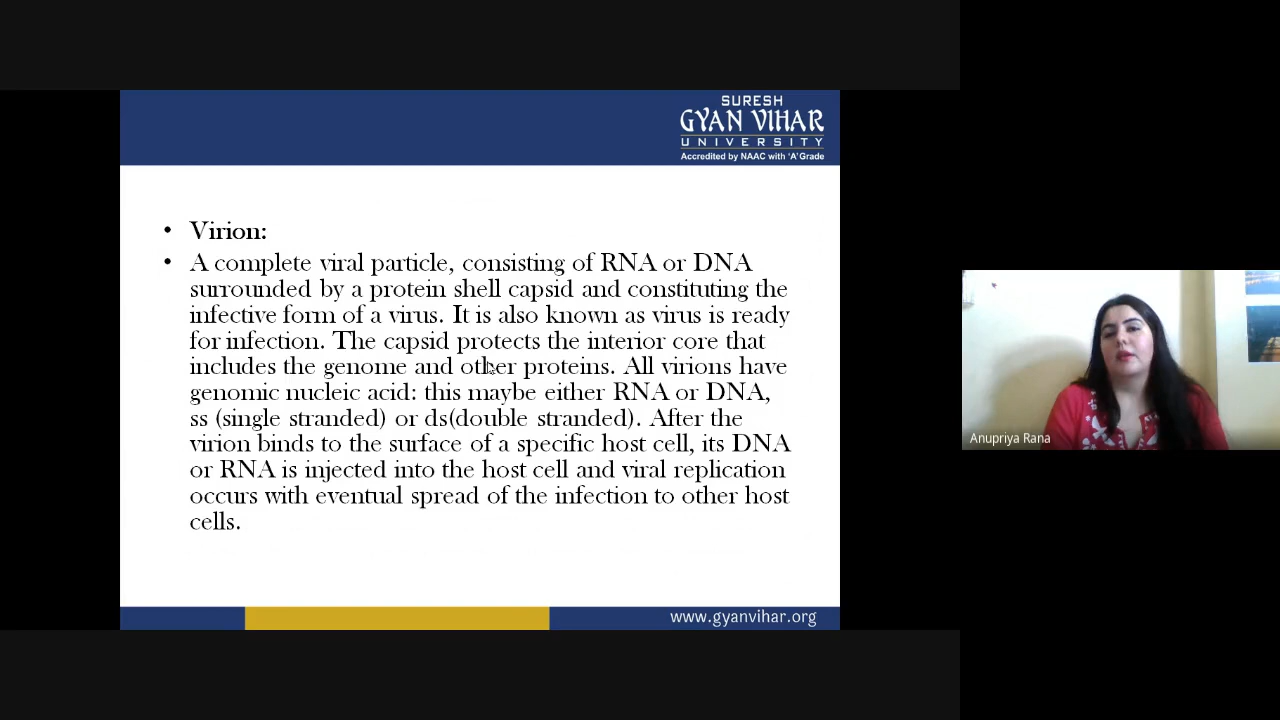 SURESH
GYAN VIHAR
UNIVERSITY
Accredited by NAAC with 'A' Grade
• Virion:
• A complete viral particle, consisting of RNA or DNA
surrounded by a protein shell capsid and constituting the
infective form of a virus. It is also known as virus is ready
for infection. The capsid protects the interior core that
includes the genome and other proteins. All virions have
genomic nucleic acid: this maybe either RNA or DNA,
ss (single stranded) or ds(double stranded). After the
virion binds to the surface of a specific host cell, its DNA
or RNA is injected into the host cell and viral replication
occurs with eventual spread of the infection to other host
cells.
www.gyanvihar.org
Anupriya Rana